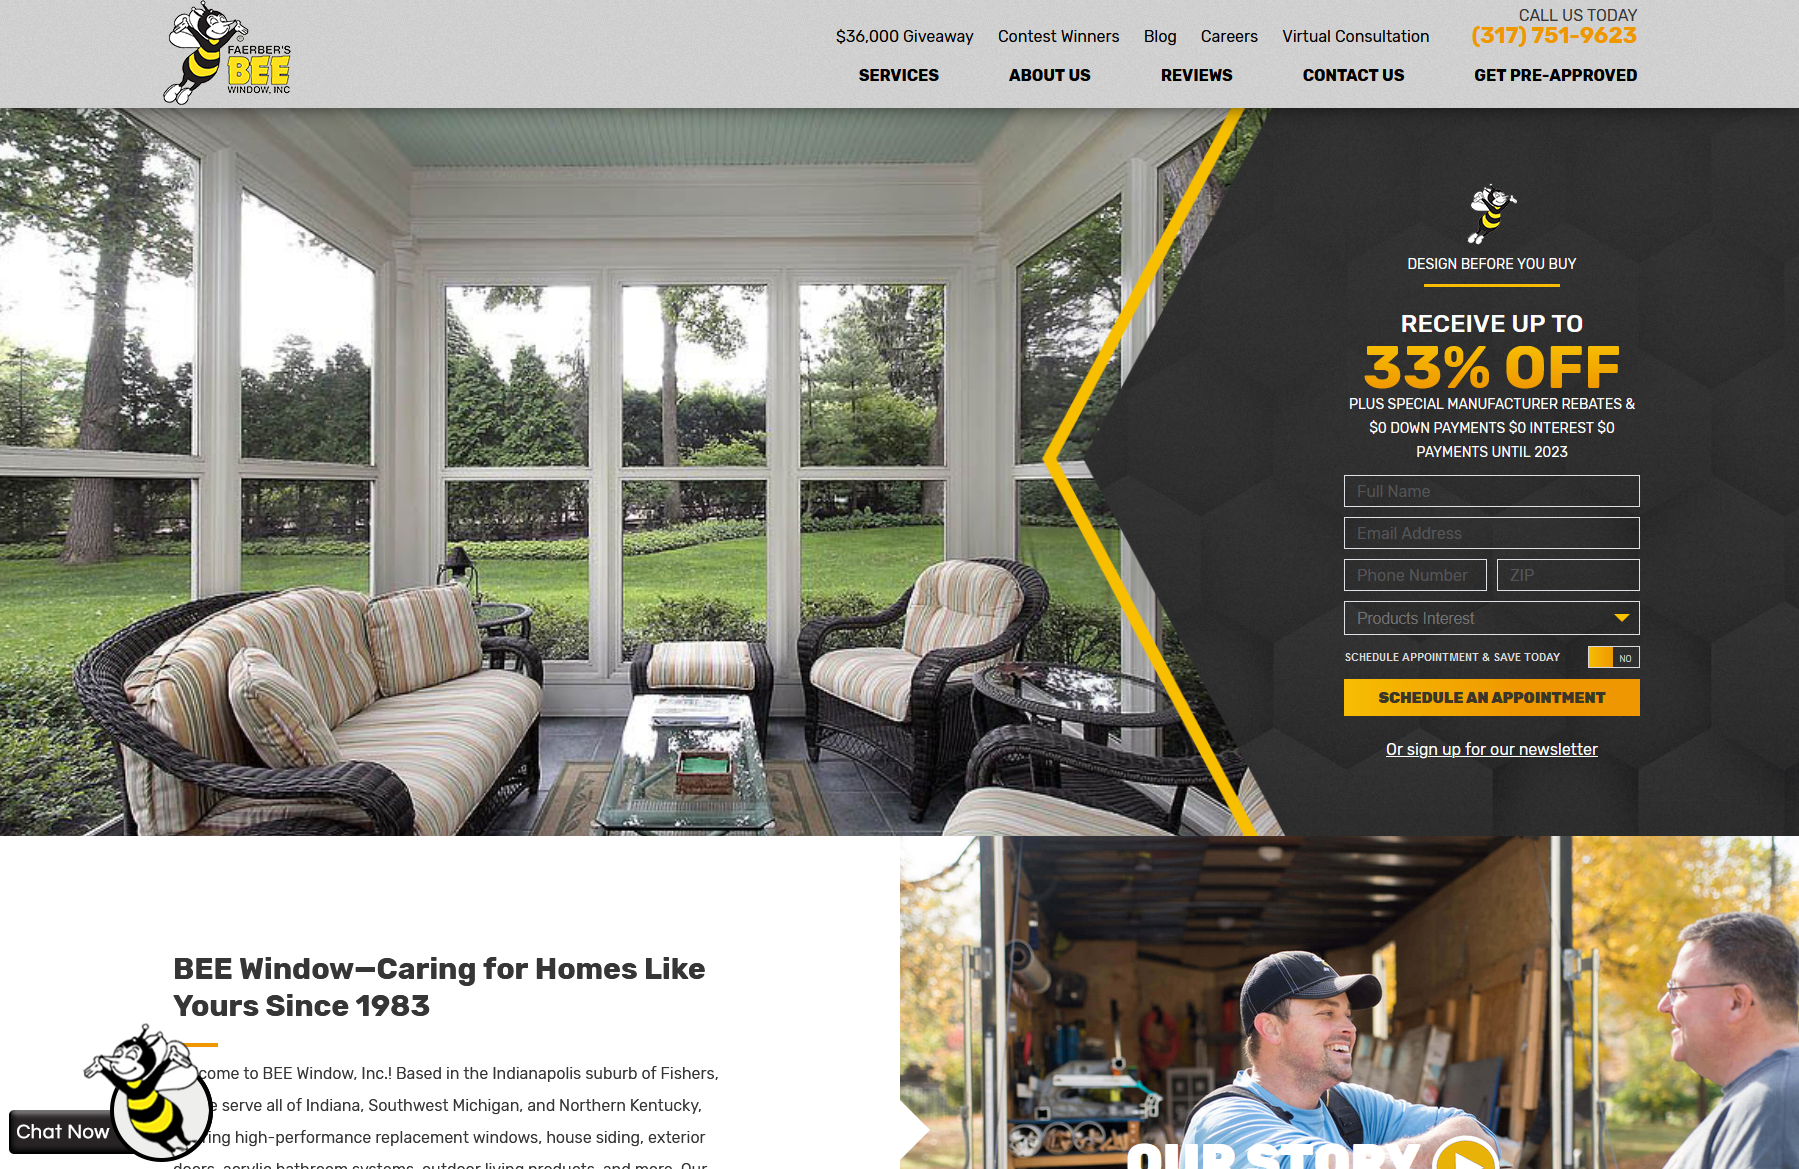 FAERBER'S
BEE
WINDOW, INC
$36,000 Giveaway
Contest Winners
Blog
Careers
Virtual Consultation
CALL US TODAY
(317) 751-9623
SERVICES
ABOUT US
REVIEWS
CONTACT US
GET PRE-APPROVED
DESIGN BEFORE YOU BUY
RECEIVE UP TO
33% OFF
PLUS SPECIAL MANUFACTURER REBATES &
$0 DOWN PAYMENTS $0 INTEREST $0
PAYMENTS UNTIL 2023
Full Name
Email Address
Phone Number
ZIP
Products Interest
SCHEDULE APPOINTMENT & SAVE TODAY
NO
SCHEDULE AN APPOINTMENT
Or sign up for our newsletter
BEE Window—Caring for Homes Like
Yours Since 1983
come to BEE Window, Inc.! Based in the Indianapolis suburb of Fishers,
serve all of Indiana, Southwest Michigan, and Northern Kentucky,
high-performance replacement windows, house siding, exterior
doors, acrylic bathroom systems, outdoor living products, and more. Our
Chat Now
OUR STORY